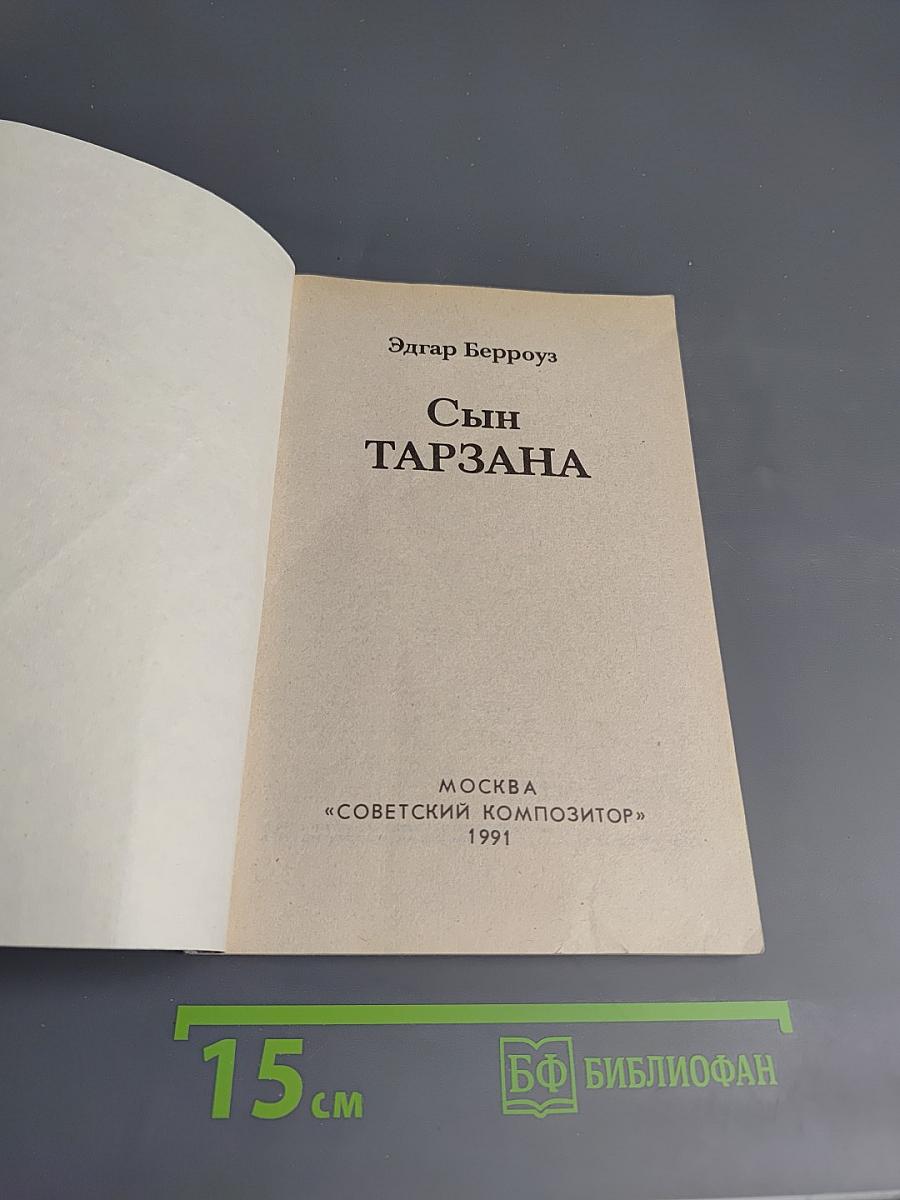 Эдгар Берроуз
Сын
ТАРЗАНА
МОСКВА
«СОВЕТСКИЙ КОМПОЗИТОР»
1991
15 см
БФ БИБЛИОФАН